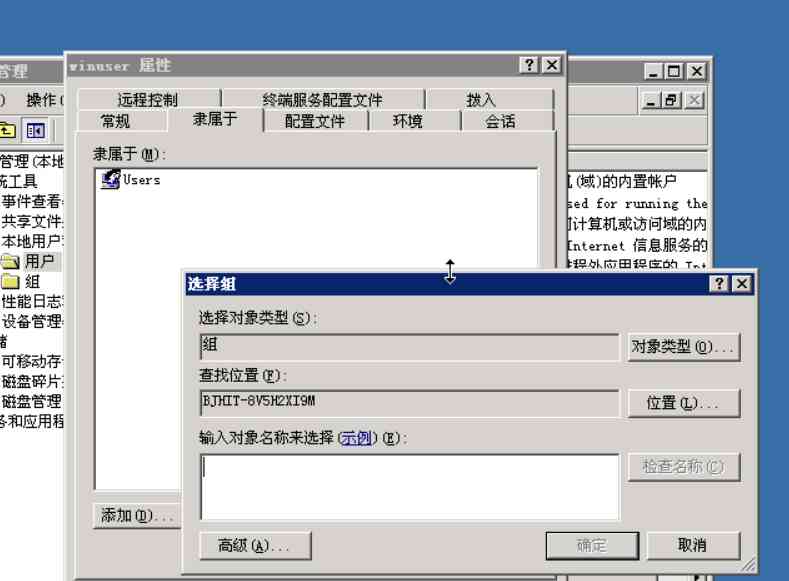 管理
winuser 属性
操作(
远程控制 终端服务配置文件 拨入
常规 隶属于 配置文件 环境 会话
隶属于(M):
Users
管理(本地
统工具
事件查看
共享文件
本地用户
用户
组
性能日志
设备管理
储
可移动存
磁盘碎片
磁盘管理
务和应用程
(域)的内置帐户
sed for running the
计算机或访问域的内
Internet 信息服务的
进程外应用程序的 Int
选择组
选择对象类型(S):
组
对象类型(O)...
查找位置(F):
BJHIT-8V5H2XI9M
位置(L)...
输入对象名称来选择(示例)(E):
检查名称(C)
添加(D)...
高级(A)...
确定
取消